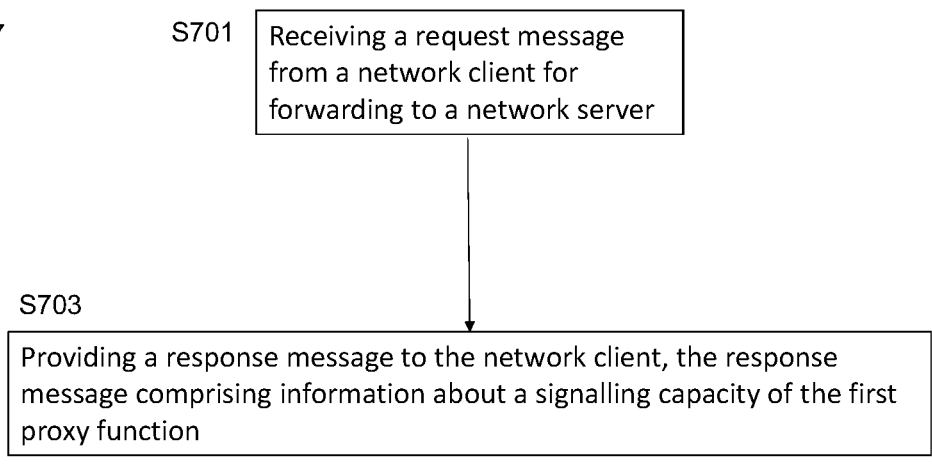 S701
Receiving a request message
from a network client for
forwarding to a network server
S703
Providing a response message to the network client, the response
message comprising information about a signalling capacity of the first
proxy function